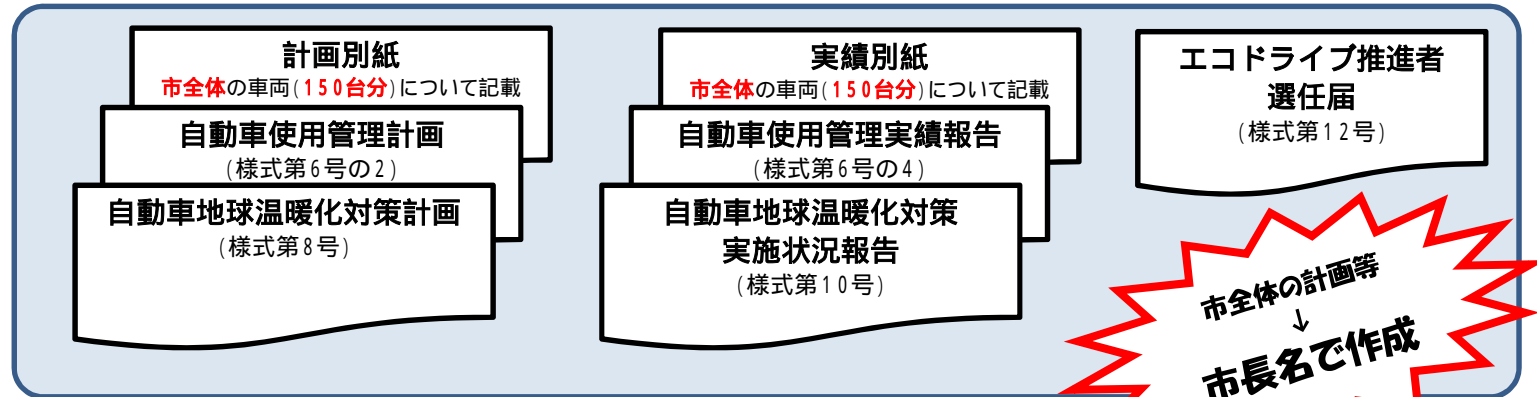 計画別紙
市全体の車両(150台分)について記載
自動車使用管理計画
(様式第6号の2)
自動車地球温暖化対策計画
(様式第8号)
実績別紙
市全体の車両(150台分)について記載
自動車使用管理実績報告
(様式第6号の4)
自動車地球温暖化対策
実施状況報告
(様式第10号)
エコドライブ推進者
選任届
(様式第12号)
市全体の計画等
↓
市長名で作成